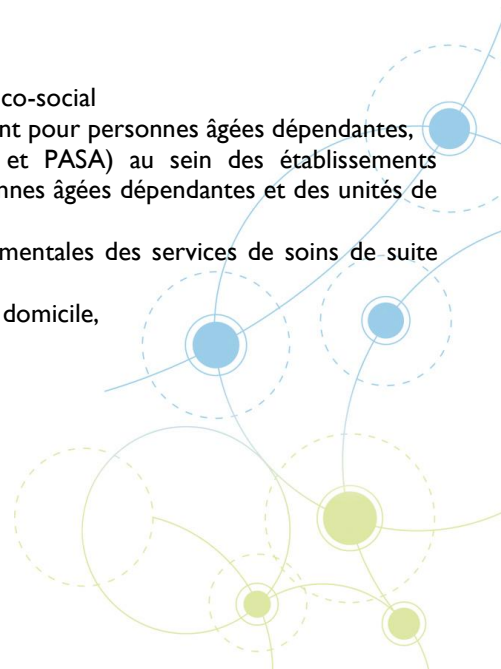 co-social
nt pour personnes âgées dépendantes,
et PASA) au sein des établissements
nnes âgées dépendantes et des unités de
mentales des services de soins de suite
domicile,